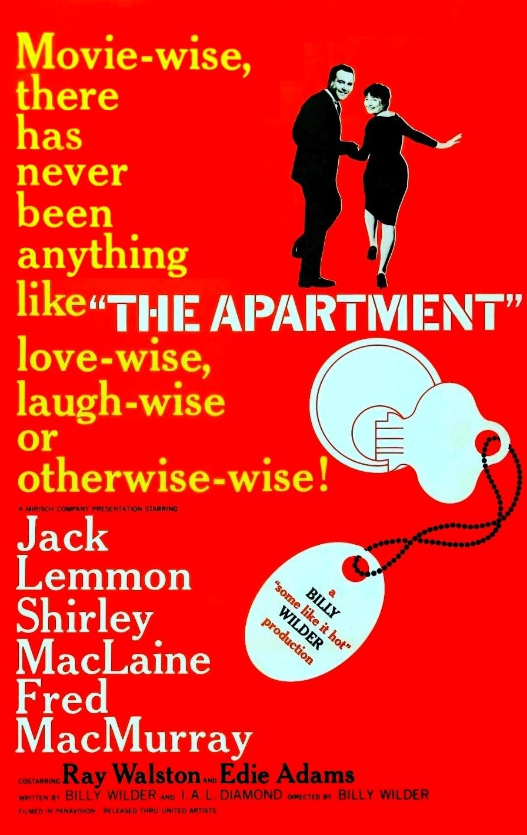 Movie-wise,
there
has
never
been
anything
like “THE APARTMENT”
love-wise,
laugh-wise
or
otherwise-wise!
A MIRISCH COMPANY PRESENTATION STARRING
Jack
Lemmon
Shirley
MacLaine
Fred
MacMurray
a
BILLY
“some like it hot”
WILDER
production
COSTARRING Ray Walston AND Edie Adams
WRITTEN BY BILLY WILDER AND I.A.L. DIAMOND DIRECTED BY BILLY WILDER
FILMED IN PANAVISION RELEASED THRU UNITED ARTISTS